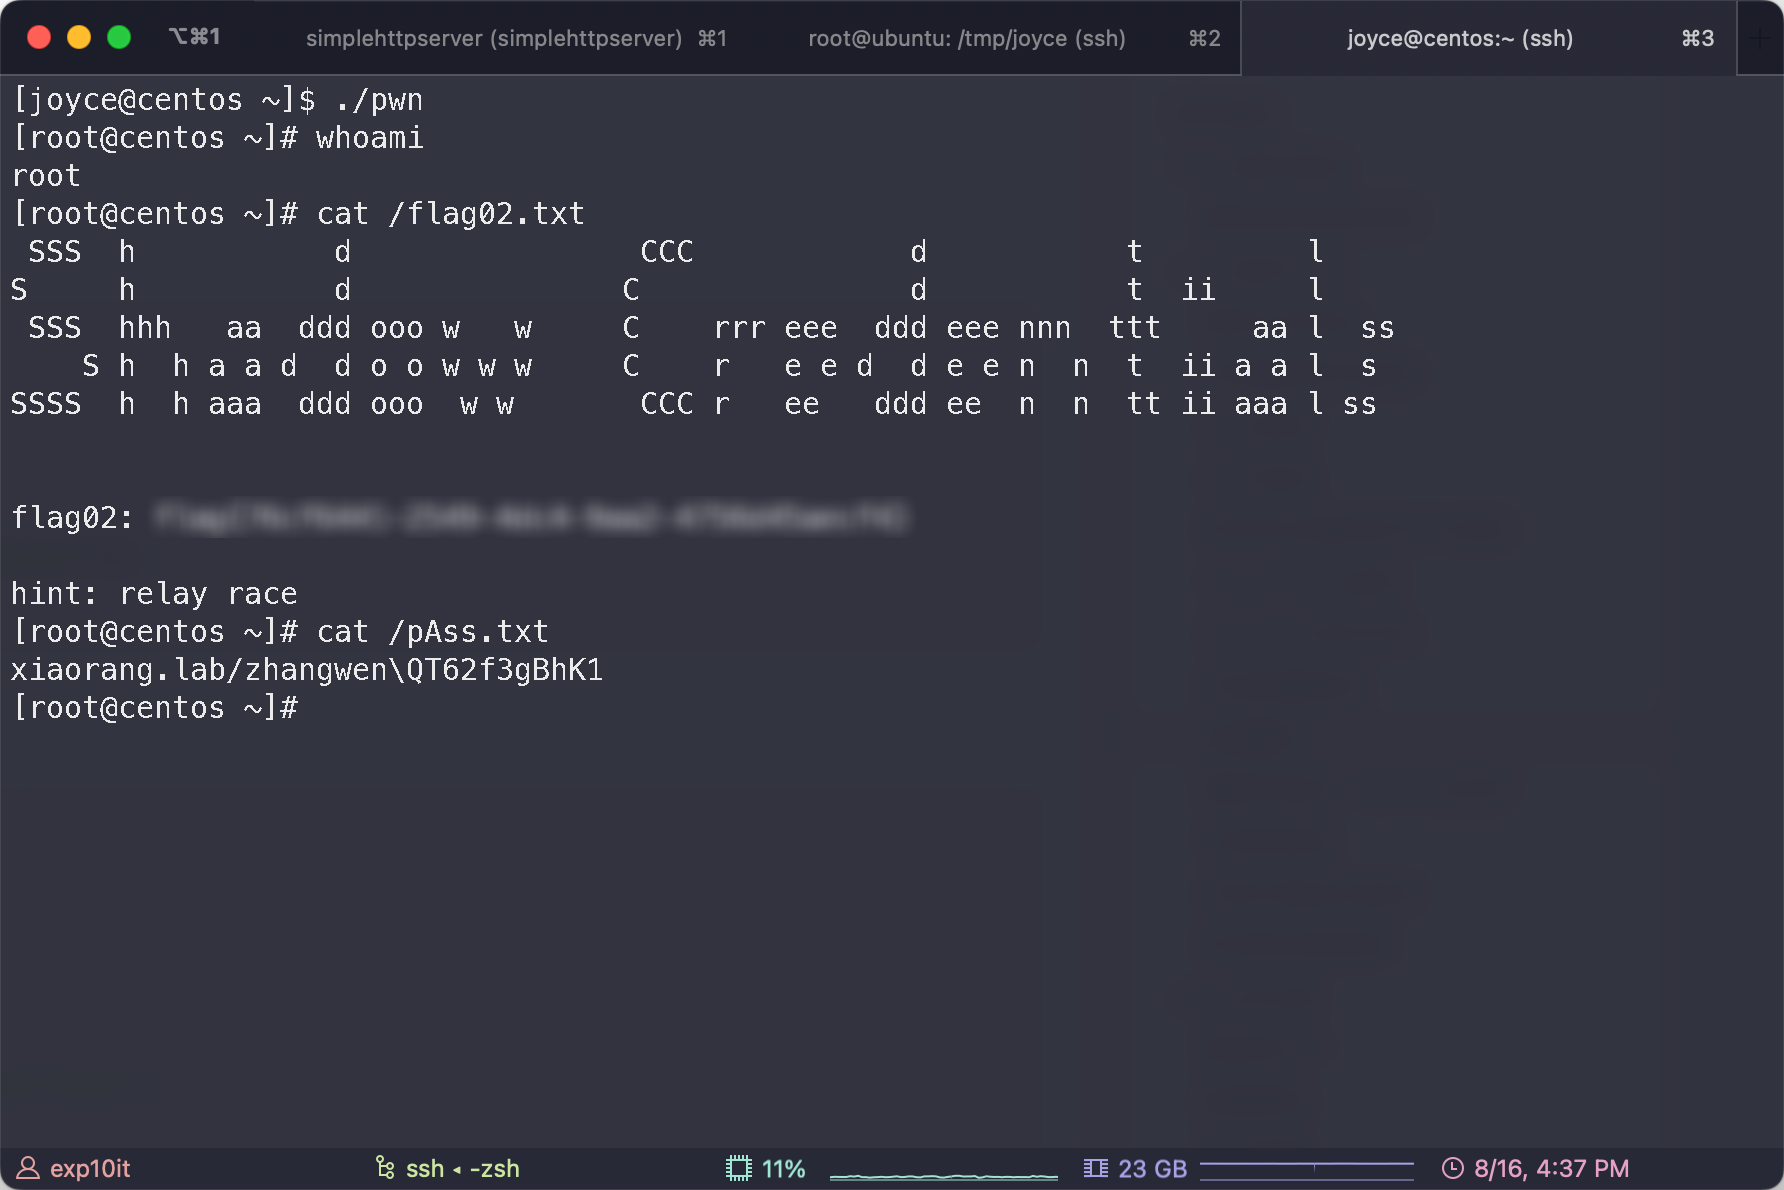 ⌥⌘1 simplehttpserver (simplehttpserver) ⌘1 root@ubuntu: /tmp/joyce (ssh) ⌘2 joyce@centos:~ (ssh) ⌘3
[joyce@centos ~]$ ./pwn
[root@centos ~]# whoami
root
[root@centos ~]# cat /flag02.txt
 SSS  h           d                CCC            d           t          l
S     h           d               C               d           t  ii      l
 SSS  hhh   aa  ddd ooo w   w     C    rrr eee  ddd eee nnn  ttt     aa l  ss
    S h  h a a d  d o o w w w     C    r   e e d  d e e n  n  t  ii a a l  s
SSSS  h  h aaa  ddd ooo  w w       CCC r   ee   ddd ee  n  n  tt ii aaa l ss
flag02:
hint: relay race
[root@centos ~]# cat /pAss.txt
xiaorang.lab/zhangwen\QT62f3gBhK1
[root@centos ~]#
exp10it ssh ◂ -zsh 11% 23 GB 8/16, 4:37 PM